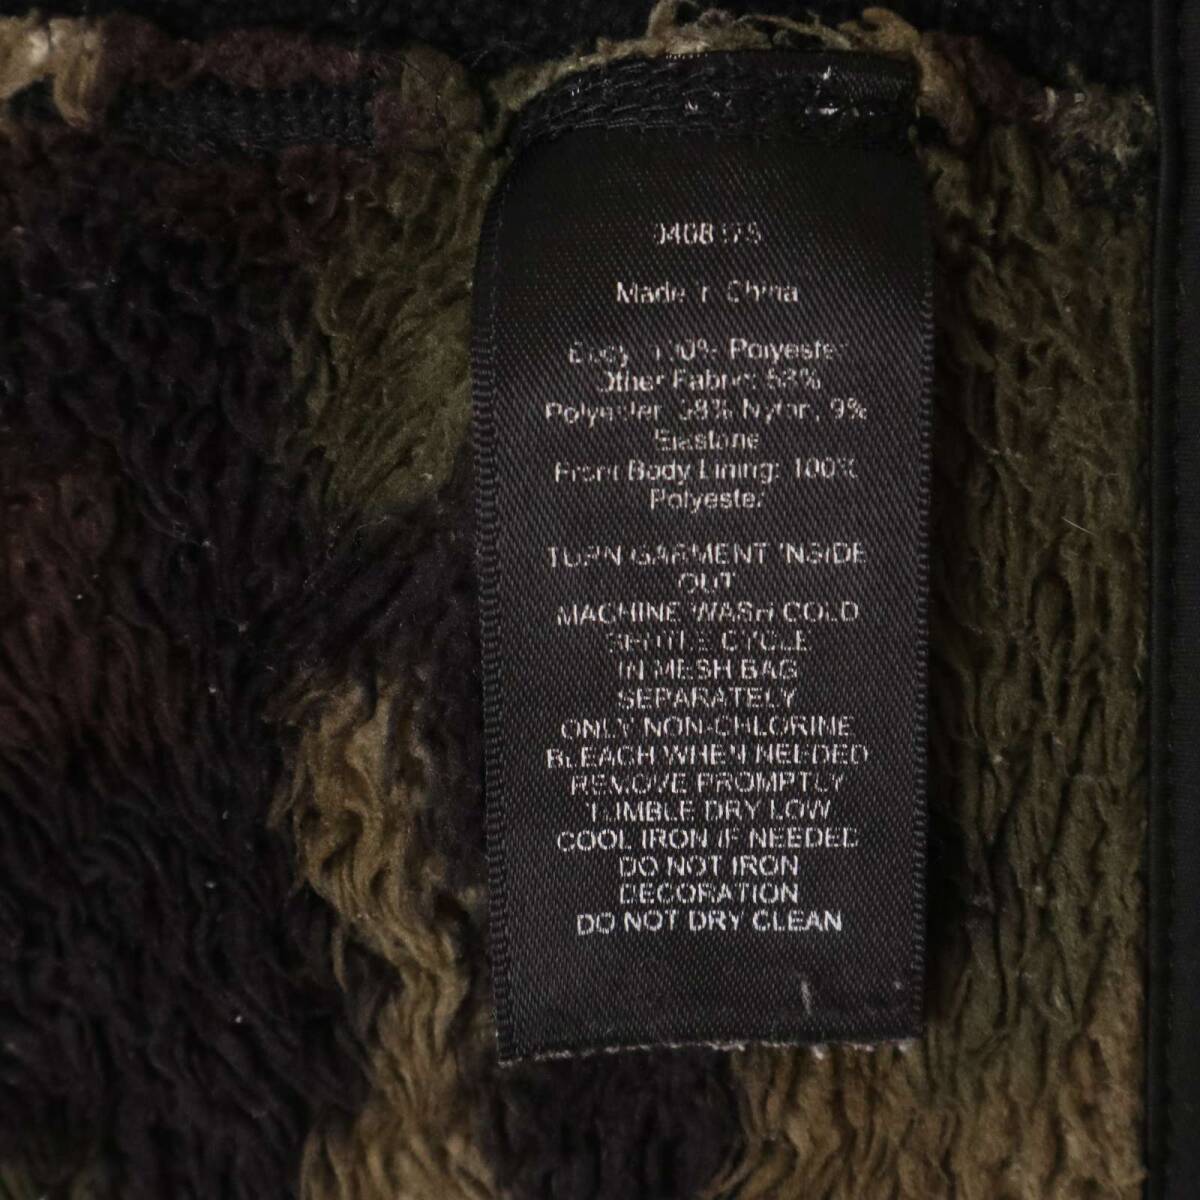 Made in China
Body: 100% Polyester
Other Fabric: 53%
Polyester, 38% Nylon, 9%
Elastone
Front Body Lining: 100%
Polyester
TURN GARMENT INSIDE
OUT
MACHINE WASH COLD
GENTLE CYCLE
IN MESH BAG
SEPARATELY
ONLY NON-CHLORINE
BLEACH WHEN NEEDED
REMOVE PROMPTLY
TUMBLE DRY LOW
COOL IRON IF NEEDED
DO NOT IRON
DECORATION
DO NOT DRY CLEAN